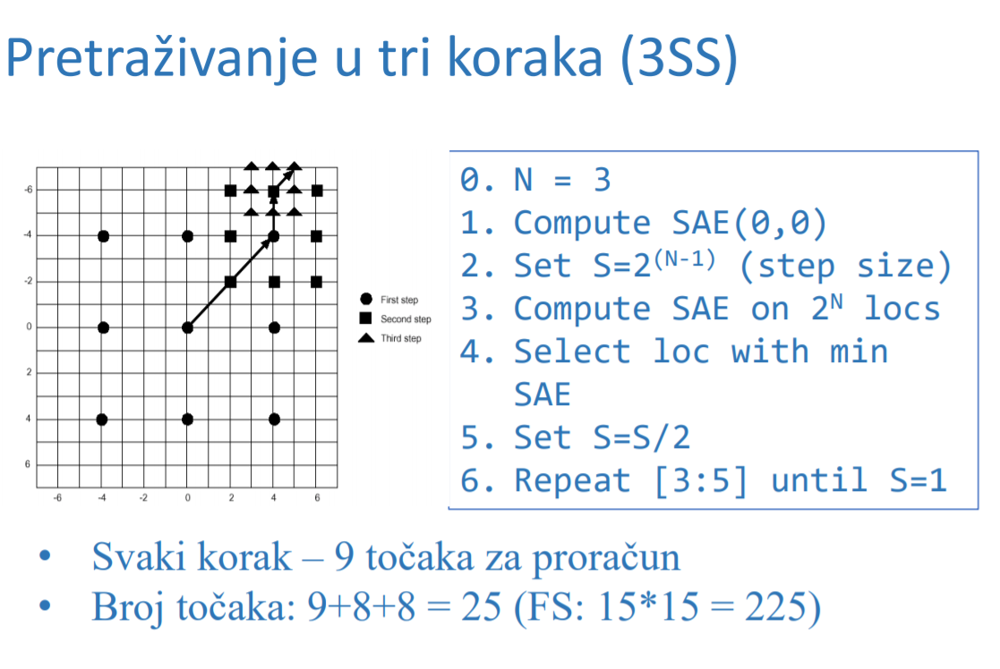 Pretraživanje u tri koraka (3SS)
-6
-4
-2
0
2
4
6
-6 -4 -2 0 2 4 6
First step
Second step
Third step
0. N = 3
1. Compute SAE(0,0)
2. Set S=2^(N-1) (step size)
3. Compute SAE on 2^N locs
4. Select loc with min
SAE
5. Set S=S/2
6. Repeat [3:5] until S=1
• Svaki korak – 9 točaka za proračun
• Broj točaka: 9+8+8 = 25 (FS: 15*15 = 225)